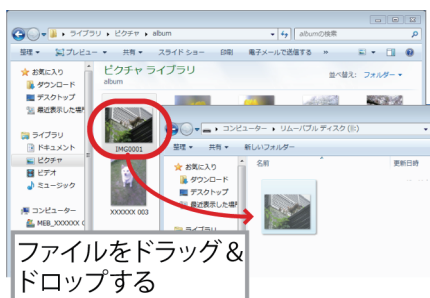 ライブラリ ▸ ピクチャ ▸ album
albumの検索
整理 プレビュー 共有 スライド ショー 印刷 電子メールで送信する »
お気に入り
ダウンロード
デスクトップ
最近表示した場所
ライブラリ
ドキュメント
ピクチャ
ビデオ
ミュージック
コンピューター
MEB_XXXXXX (
ピクチャ ライブラリ
album
並べ替え: フォルダー
IMG0001
XXXXXX 003
コンピューター ▸ リムーバブル ディスク (I:)
整理 共有 新しいフォルダー
お気に入り
ダウンロード
デスクトップ
最近表示した場所
ライブラリ
名前
更新日時
ファイルをドラッグ&
ドロップする